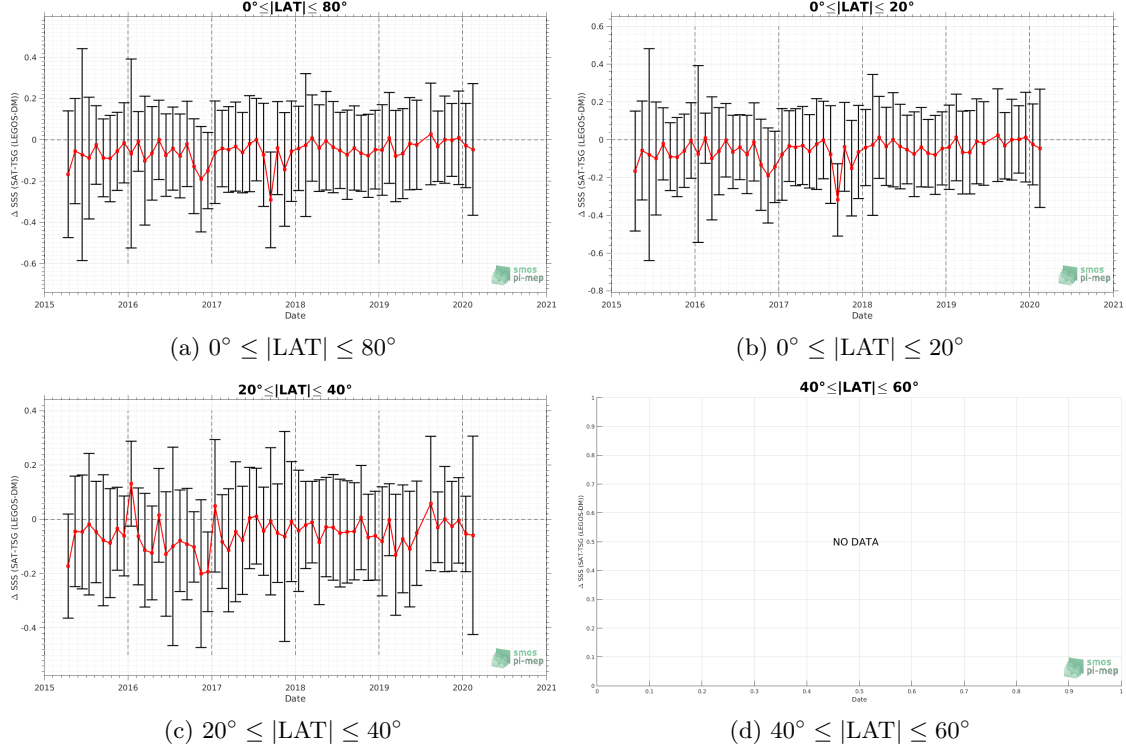 0°≤|LAT|≤ 80°
Δ SSS (SAT-TSG (LEGOS-DM))
0.4
0.2
0
-0.2
-0.4
-0.6
2015 2016 2017 2018 2019 2020 2021
Date
smos
pi-mep
(a) 0° ≤ |LAT| ≤ 80°
0°≤|LAT|≤ 20°
Δ SSS (SAT-TSG (LEGOS-DM))
0.6
0.4
0.2
0
-0.2
-0.4
-0.6
-0.8
2015 2016 2017 2018 2019 2020 2021
Date
smos
pi-mep
(b) 0° ≤ |LAT| ≤ 20°
20°≤|LAT|≤ 40°
Δ SSS (SAT-TSG (LEGOS-DM))
0.4
0.2
0
-0.2
-0.4
2015 2016 2017 2018 2019 2020 2021
Date
smos
pi-mep
(c) 20° ≤ |LAT| ≤ 40°
40°≤|LAT|≤ 60°
Δ SSS (SAT-TSG (LEGOS-DM))
1
0.9
0.8
0.7
0.6
0.5
0.4
0.3
0.2
0.1
0
NO DATA
0 0.1 0.2 0.3 0.4 0.5 0.6 0.7 0.8 0.9 1
Date
smos
pi-mep
(d) 40° ≤ |LAT| ≤ 60°